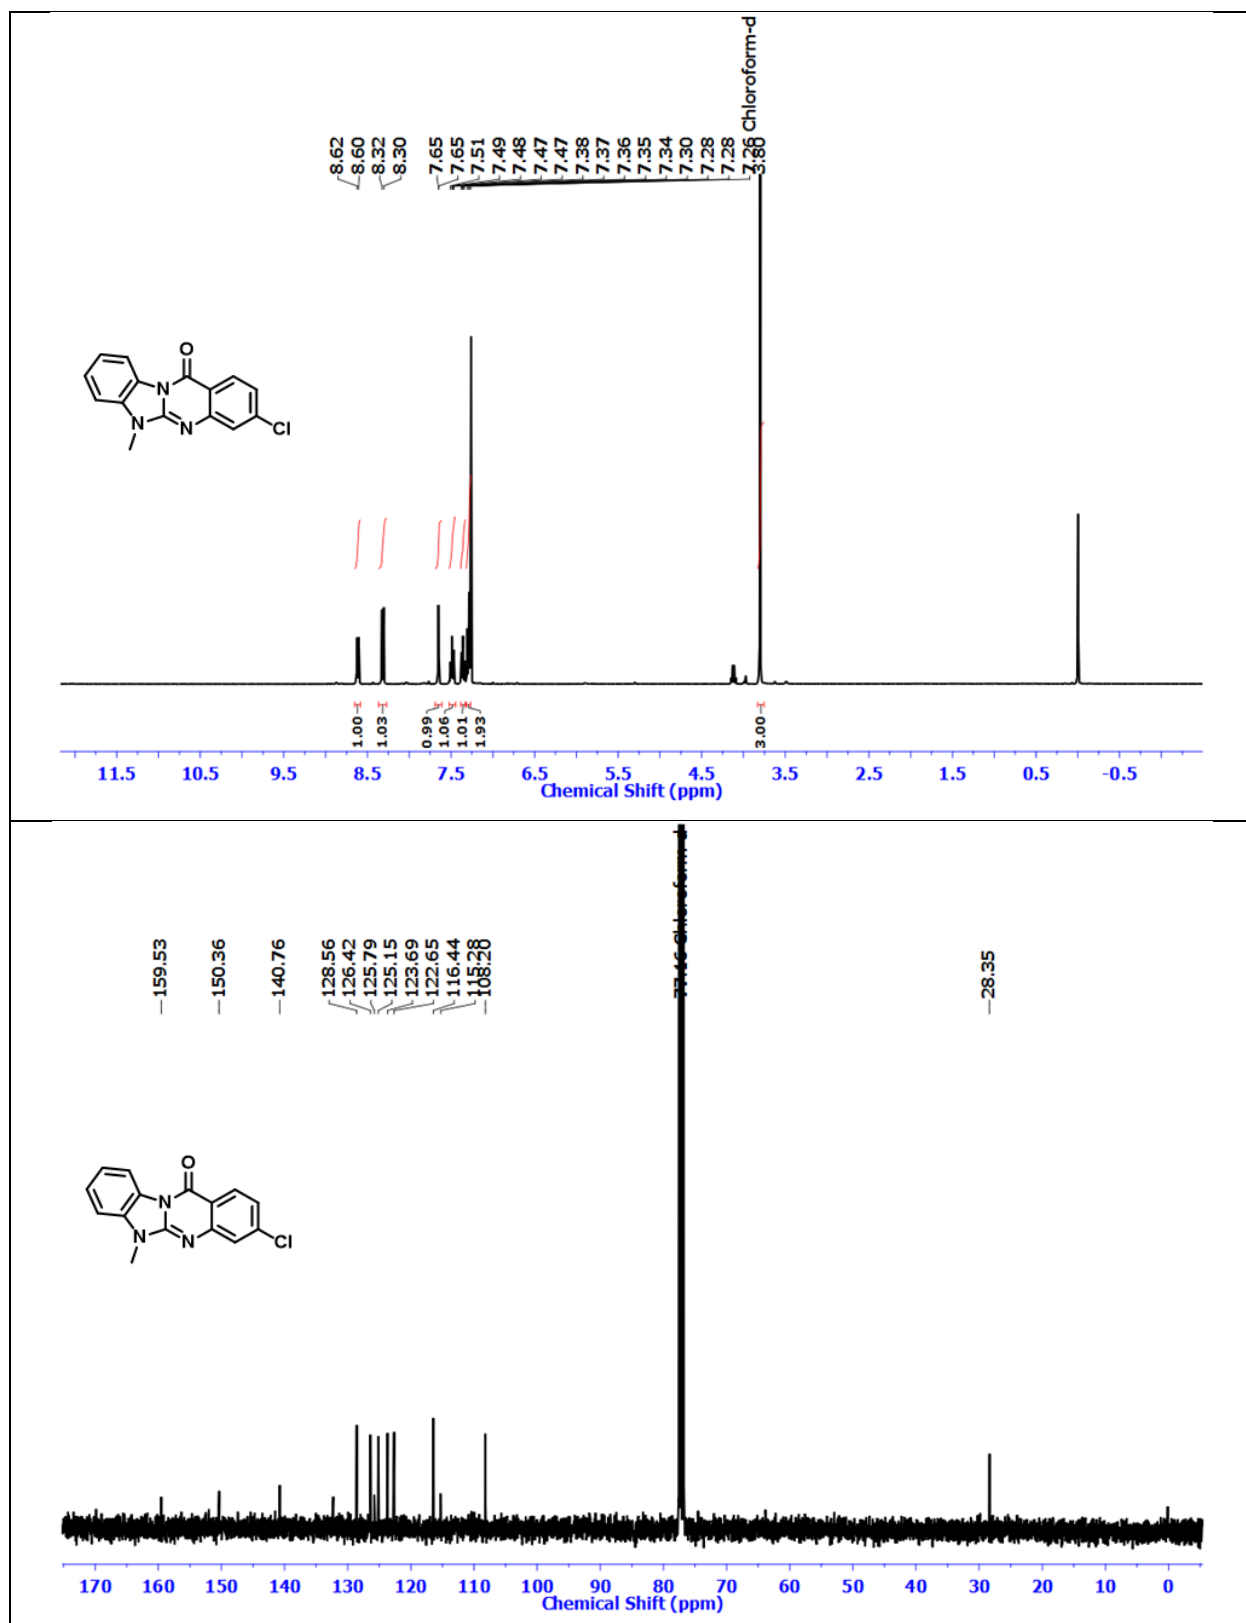 8.62 8.60 8.32 8.30 7.65 7.65 7.51 7.49 7.48 7.47 7.47 7.38 7.37 7.36 7.35 7.34 7.30 7.28 7.28 7.26 Chloroform-d 3.80
O
N
N
N
Cl
1.00 1.03 0.99 1.06 1.01 1.93 3.00
11.5 10.5 9.5 8.5 7.5 6.5 5.5 4.5 3.5 2.5 1.5 0.5 -0.5
Chemical Shift (ppm)
77.16 Chloroform-d
159.53 150.36 140.76 128.56 126.42 125.79 125.15 123.69 122.65 116.44 115.28 108.20 28.35
O
N
N
N
Cl
170 160 150 140 130 120 110 100 90 80 70 60 50 40 30 20 10 0
Chemical Shift (ppm)